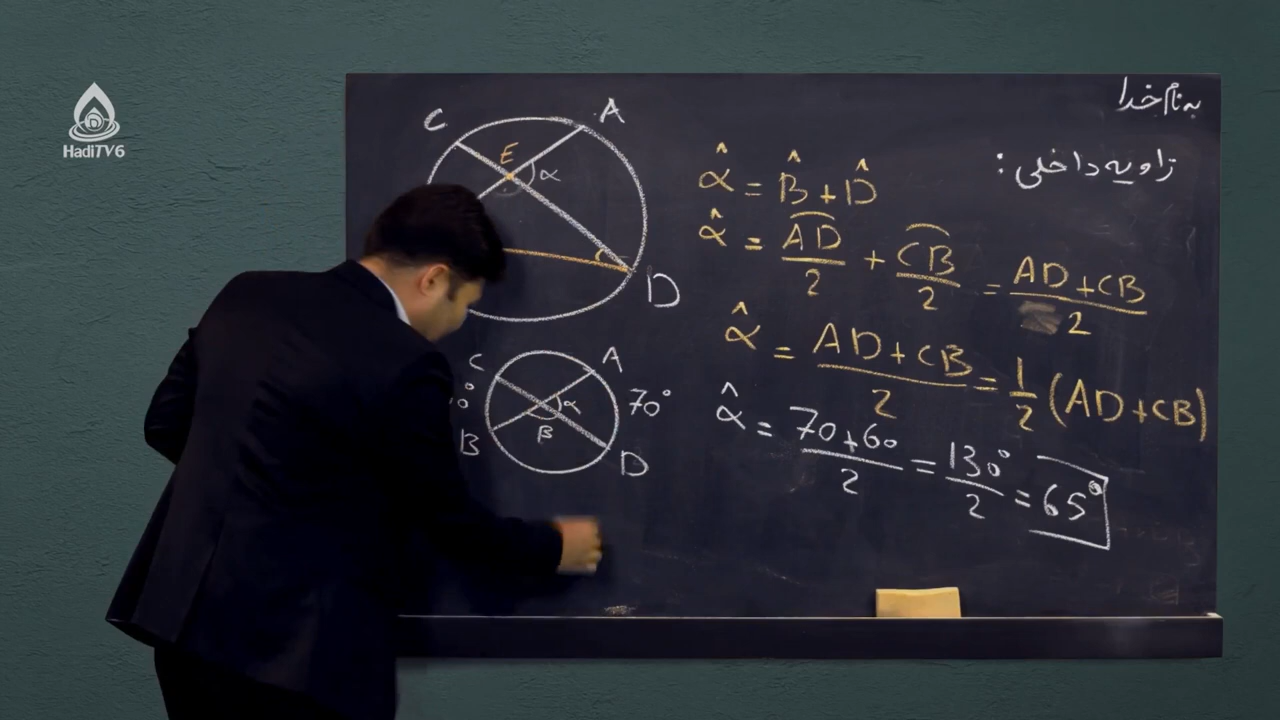 HadiTV6
به نام خدا
زاویه داخلی:
C A
E α
D
α̂ = B̂ + D̂
α̂ = AD/2 + CB/2 = AD+CB/2
α̂ = AD+CB/2 = 1/2 (AD+CB)
α̂ = 70+60/2 = 130°/2 = 65°
C A
α 70°
B β D